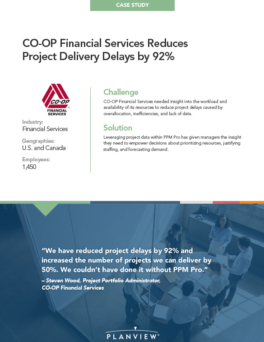 CASE STUDY
CO-OP Financial Services Reduces
Project Delivery Delays by 92%
CO-OP
FINANCIAL
SERVICES
Industry:
Financial Services
Geographies:
U.S. and Canada
Employees:
1,450
Challenge
CO-OP Financial Services needed insight into the workload and
availability of its resources to reduce project delays caused by
overallocation, inefficiencies, and lack of data.
Solution
Leveraging project data within PPM Pro has given managers the insight
they need to empower decisions about prioritizing resources, justifying
staffing, and forecasting demand.
"We have reduced project delays by 92% and
increased the number of projects we can deliver by
50%. We couldn't have done it without PPM Pro."
– Steven Wood, Project Portfolio Administrator,
CO-OP Financial Services
PLANVIEW